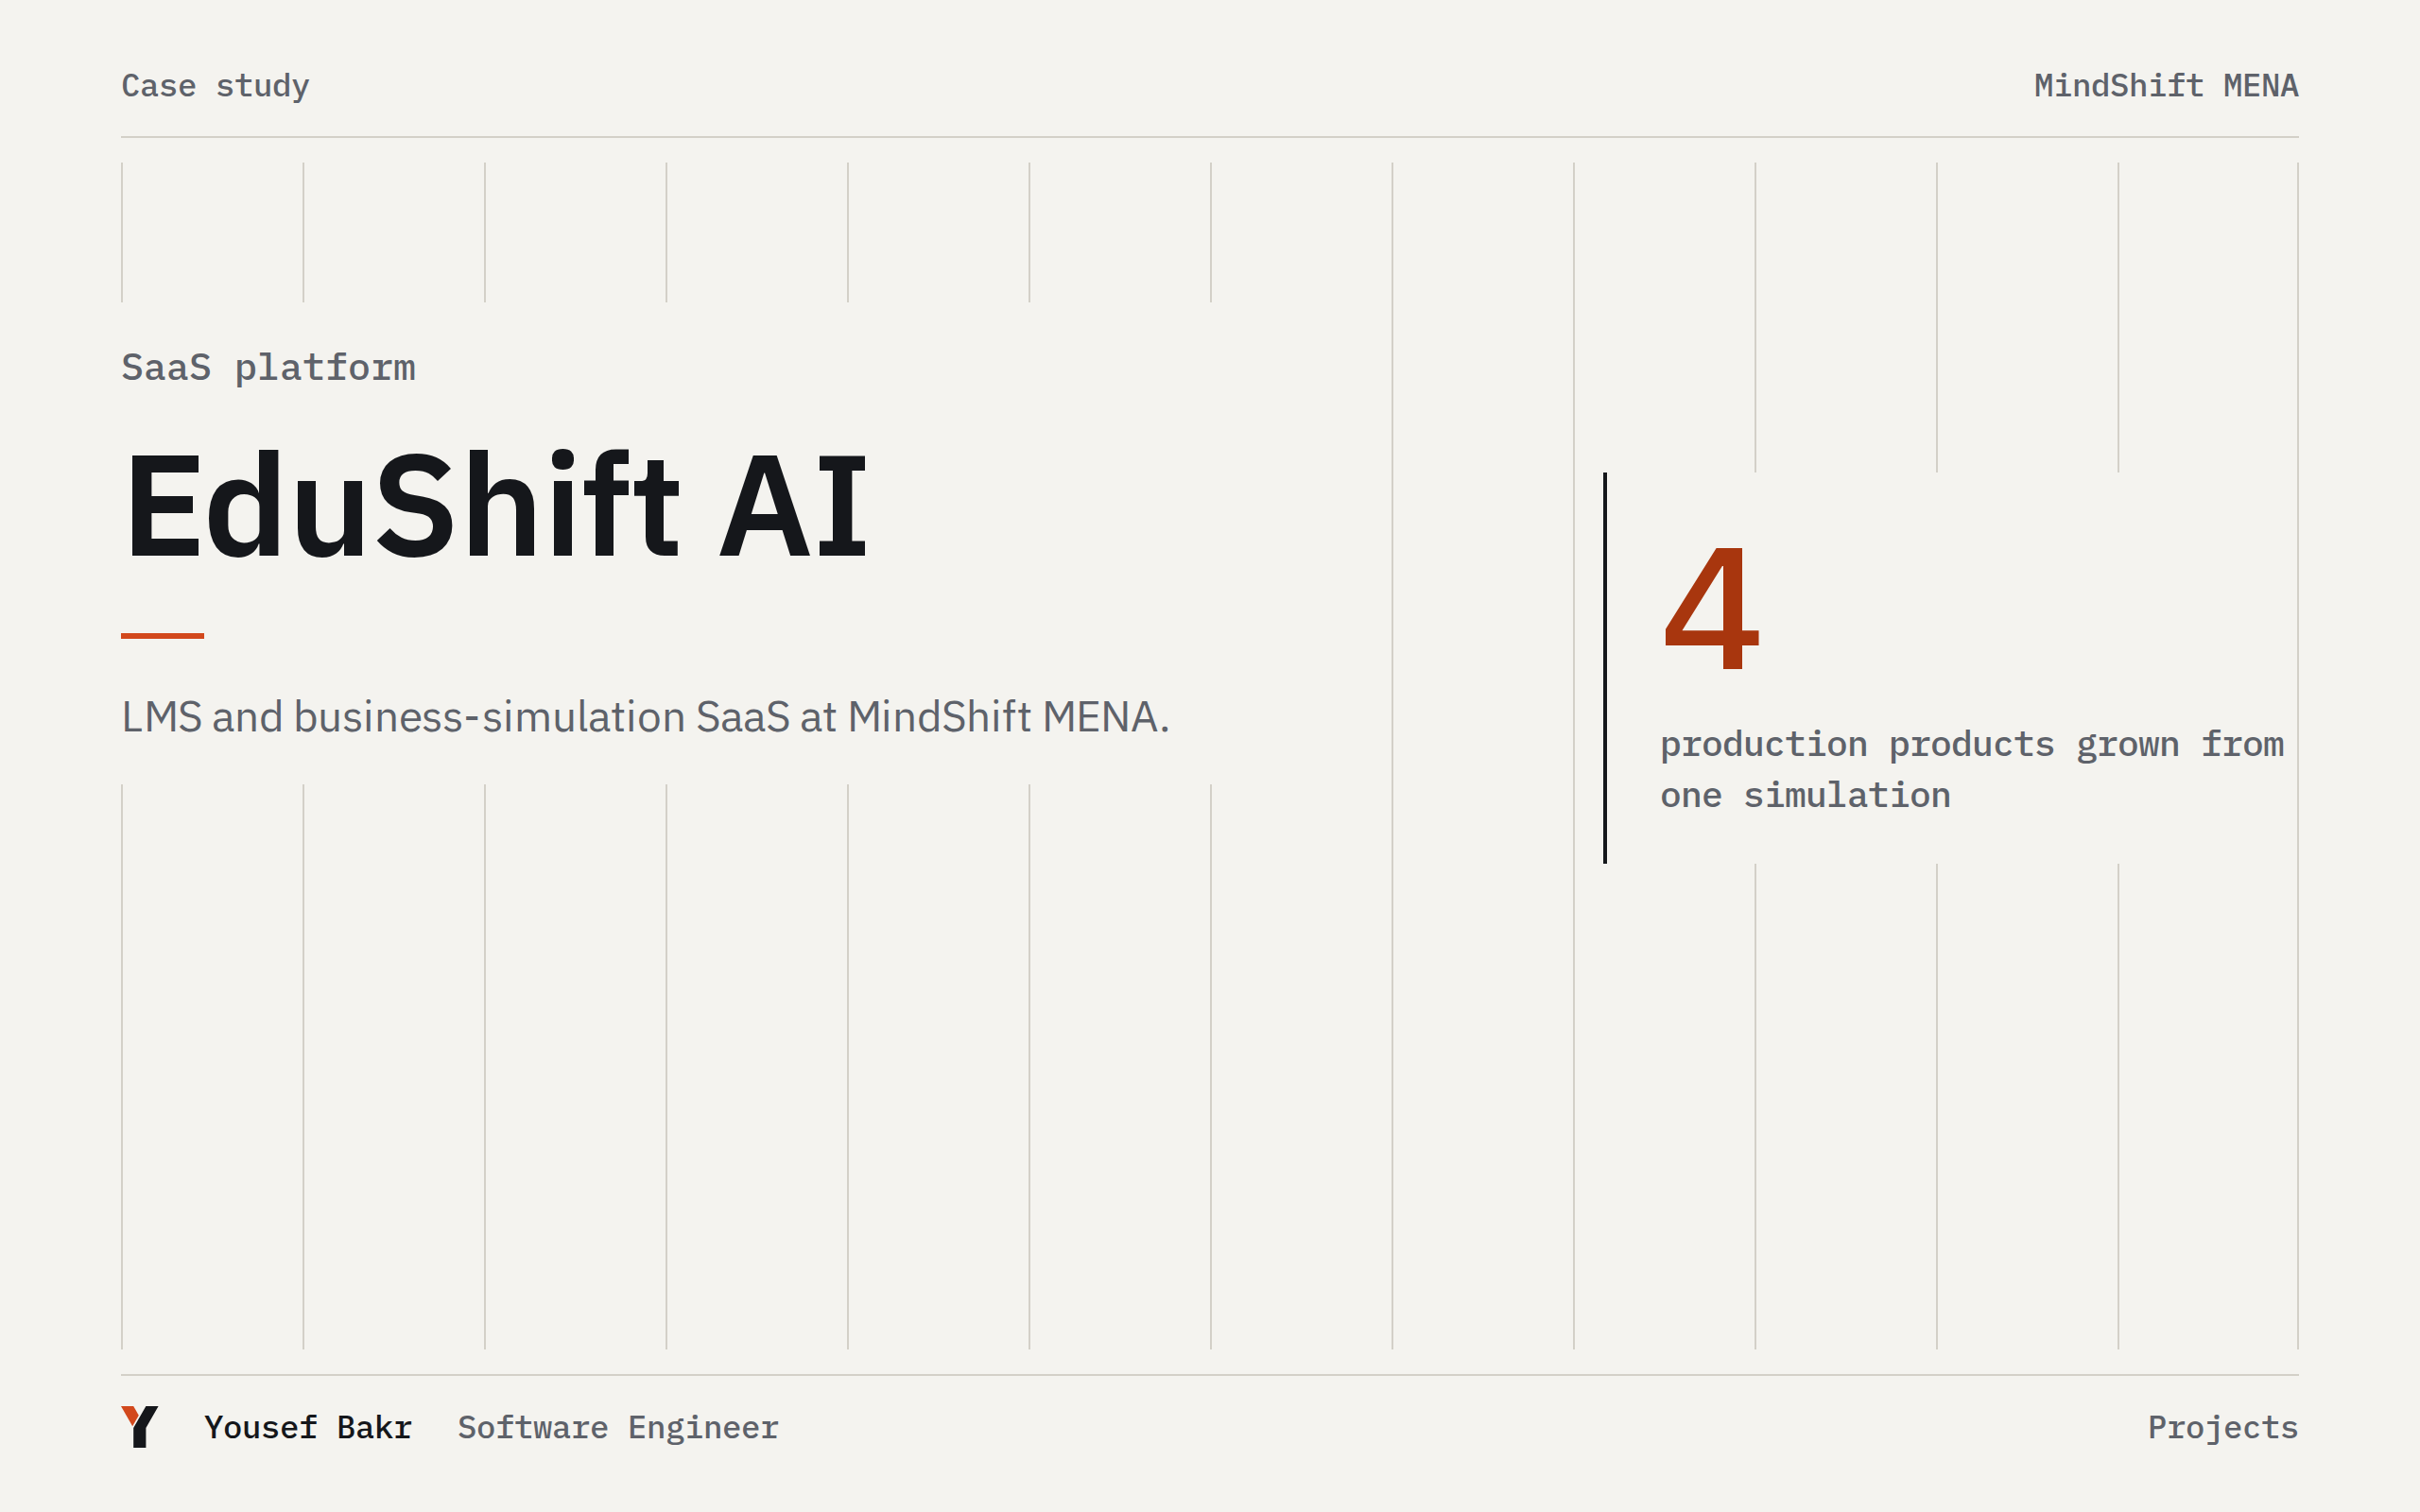 Case study
MindShift MENA
SaaS platform
EduShift AI
LMS and business-simulation SaaS at MindShift MENA.
4
production products grown from
one simulation
Y
Yousef Bakr
Software Engineer
Projects